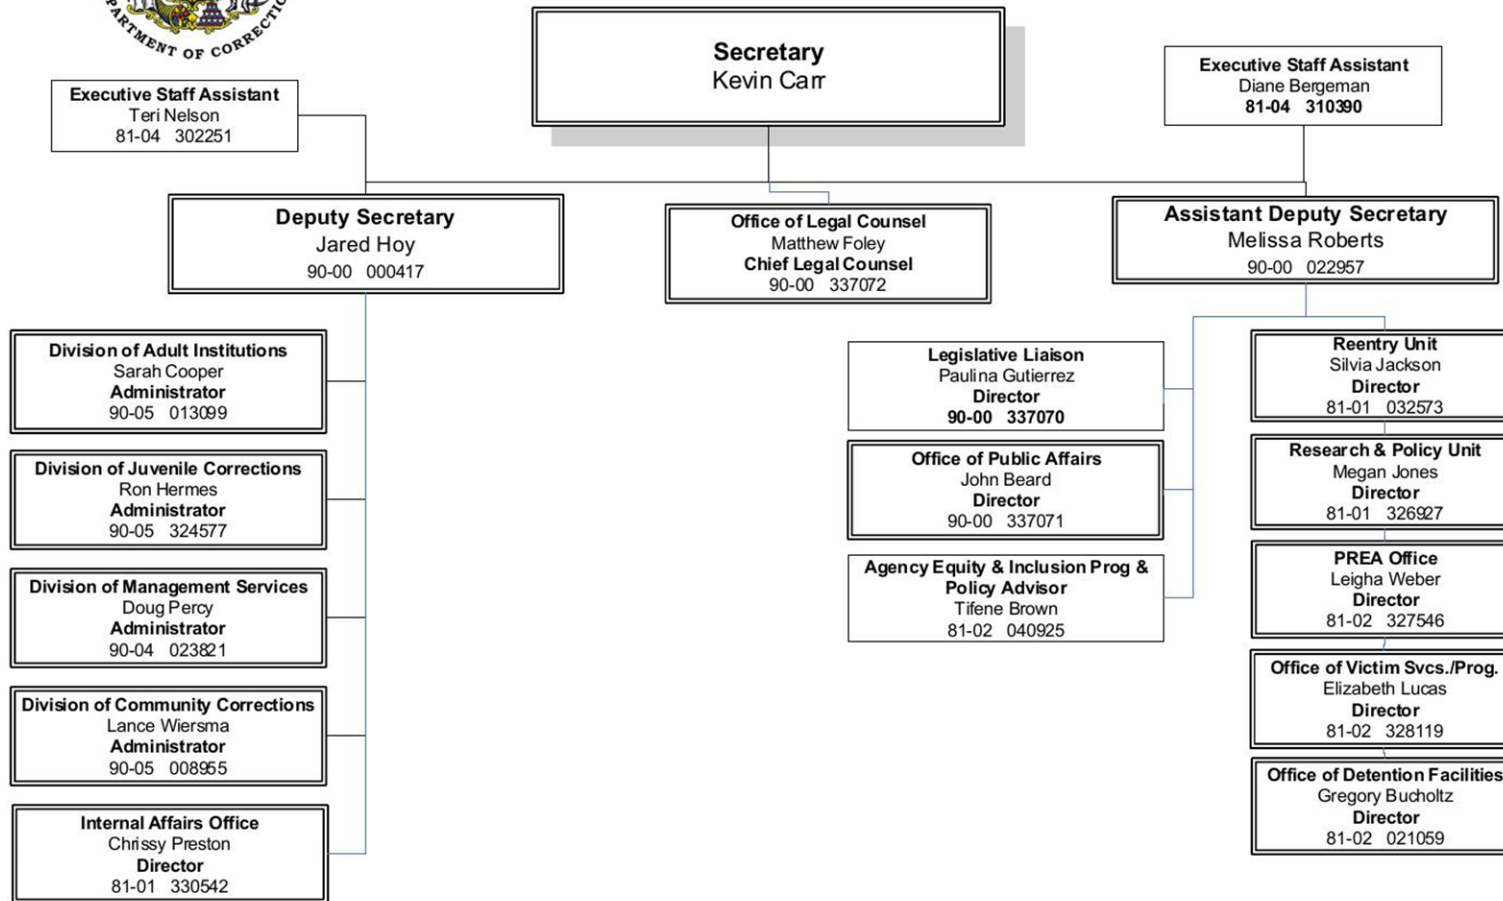 PARTMENT OF CORRECTIO
Secretary
Kevin Carr
Executive Staff Assistant
Teri Nelson
81-04 302251
Executive Staff Assistant
Diane Bergeman
81-04 310390
Deputy Secretary
Jared Hoy
90-00 000417
Office of Legal Counsel
Matthew Foley
Chief Legal Counsel
90-00 337072
Assistant Deputy Secretary
Melissa Roberts
90-00 022957
Division of Adult Institutions
Sarah Cooper
Administrator
90-05 013099
Division of Juvenile Corrections
Ron Hermes
Administrator
90-05 324577
Division of Management Services
Doug Percy
Administrator
90-04 023821
Division of Community Corrections
Lance Wiersma
Administrator
90-05 008955
Internal Affairs Office
Chrissy Preston
Director
81-01 330542
Legislative Liaison
Paulina Gutierrez
Director
90-00 337070
Office of Public Affairs
John Beard
Director
90-00 337071
Agency Equity & Inclusion Prog &
Policy Advisor
Tifene Brown
81-02 040925
Reentry Unit
Silvia Jackson
Director
81-01 032573
Research & Policy Unit
Megan Jones
Director
81-01 326927
PREA Office
Leigha Weber
Director
81-02 327546
Office of Victim Svcs./Prog.
Elizabeth Lucas
Director
81-02 328119
Office of Detention Facilities
Gregory Bucholtz
Director
81-02 021059